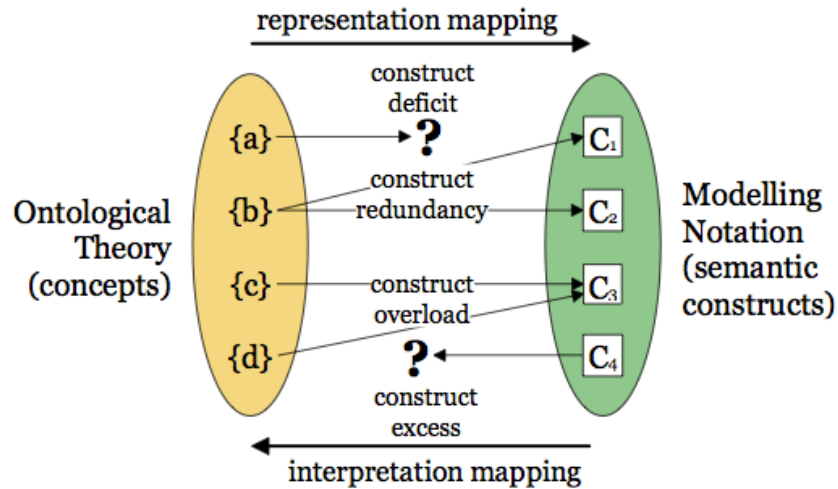 representation mapping
construct
deficit
{a}
?
C₁
construct
redundancy
{b}
C₂
Ontological
Theory
(concepts)
Modelling
Notation
(semantic
constructs)
{c}
construct
overload
C₃
{d}
?
C₄
construct
excess
interpretation mapping